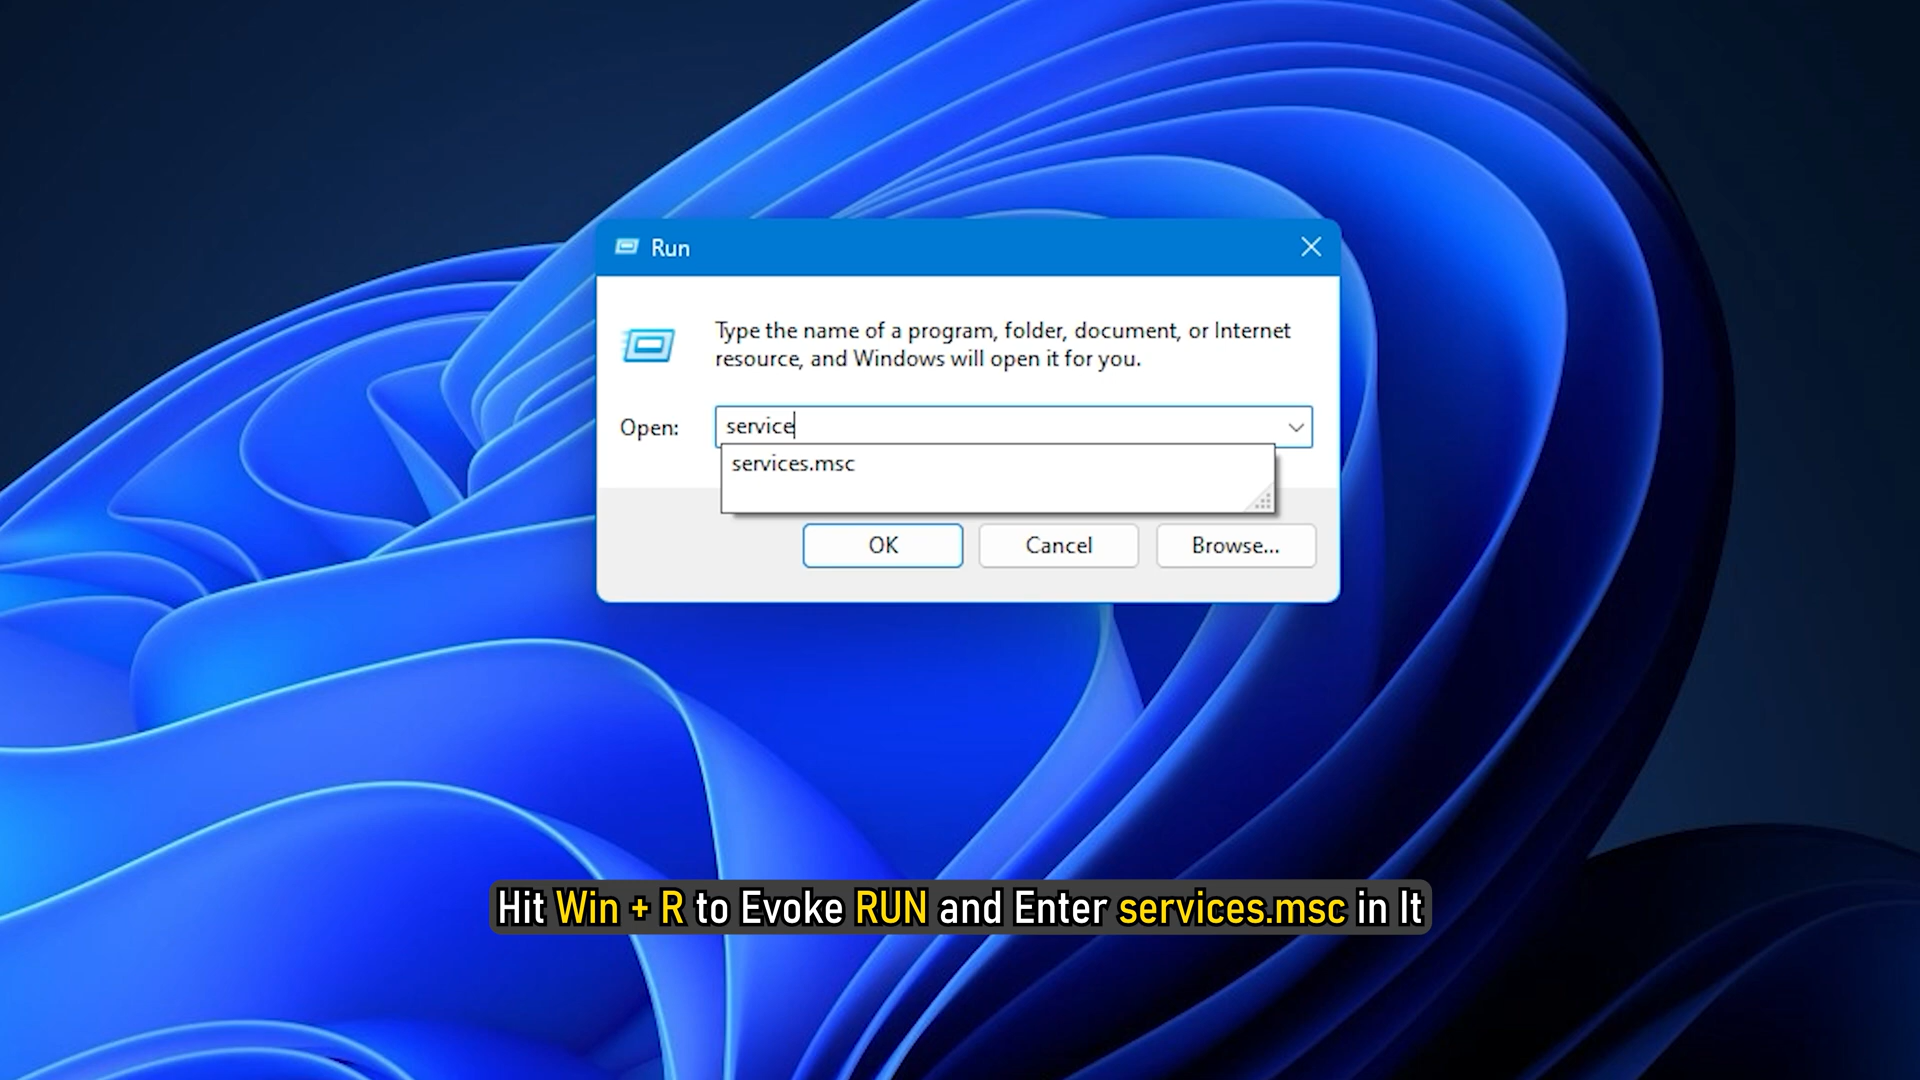 Run
Type the name of a program, folder, document, or Internet
resource, and Windows will open it for you.
Open:
service
services.msc
OK
Cancel
Browse...
Hit Win + R to Evoke RUN and Enter services.msc in It